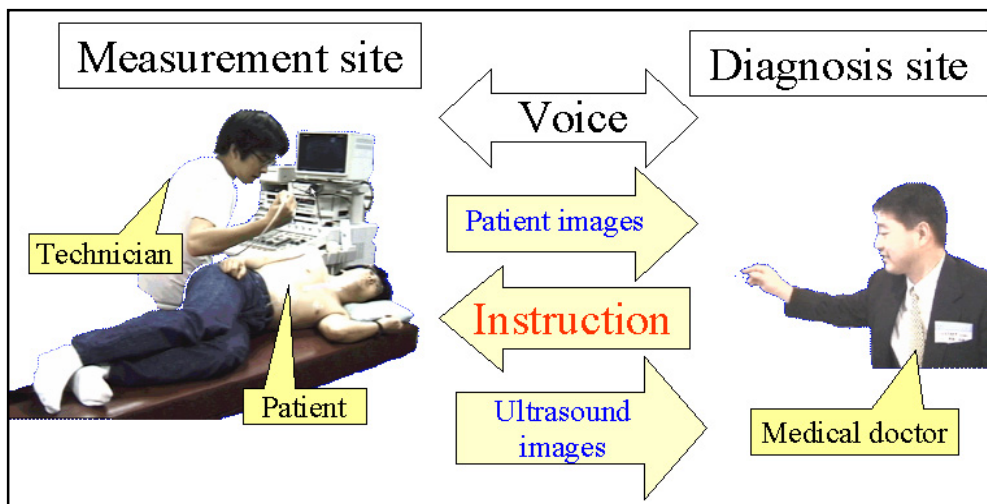 Measurement site
Diagnosis site
Voice
Patient images
Technician
Instruction
Patient
Ultrasound
images
Medical doctor